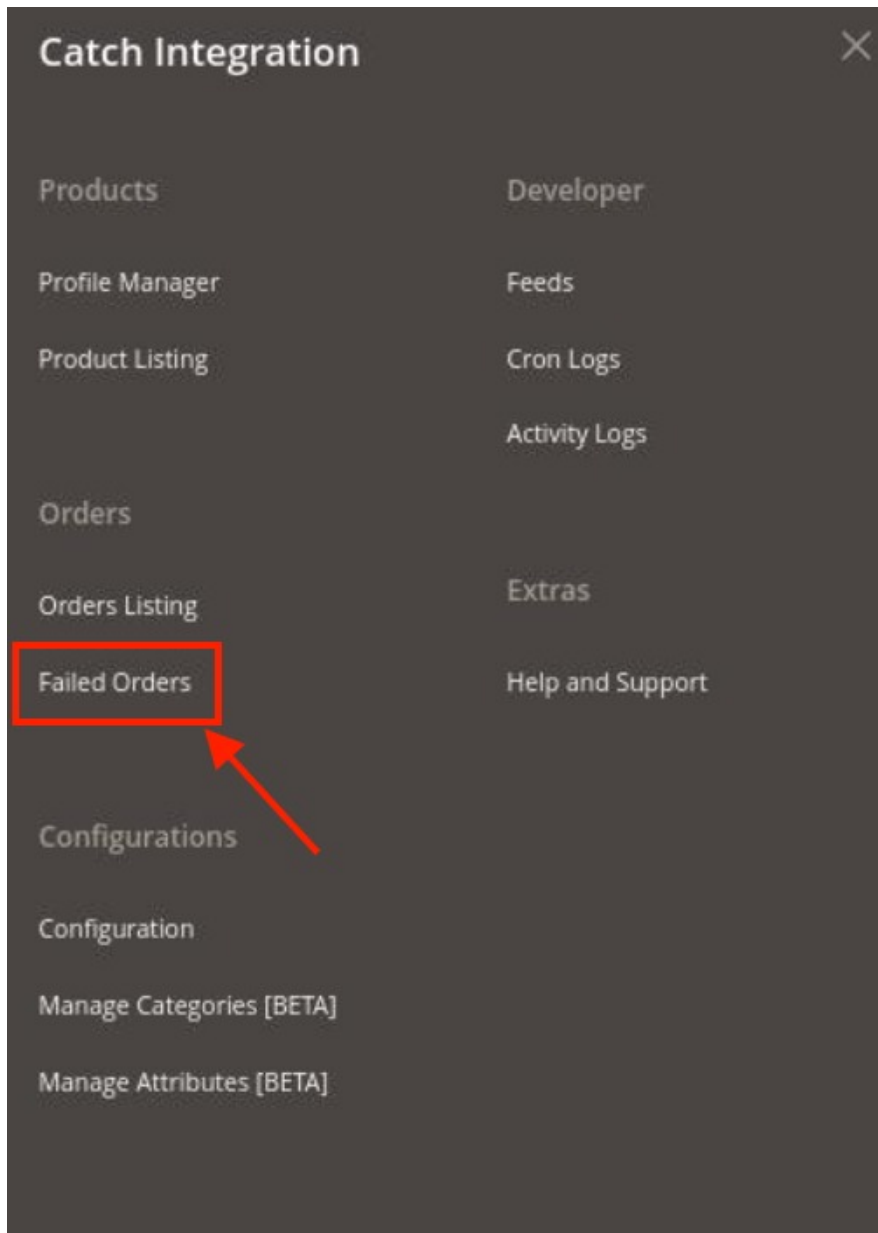 Catch Integration
Products
Profile Manager
Product Listing
Orders
Orders Listing
Failed Orders
Configurations
Configuration
Manage Categories [BETA]
Manage Attributes [BETA]
Developer
Feeds
Cron Logs
Activity Logs
Extras
Help and Support